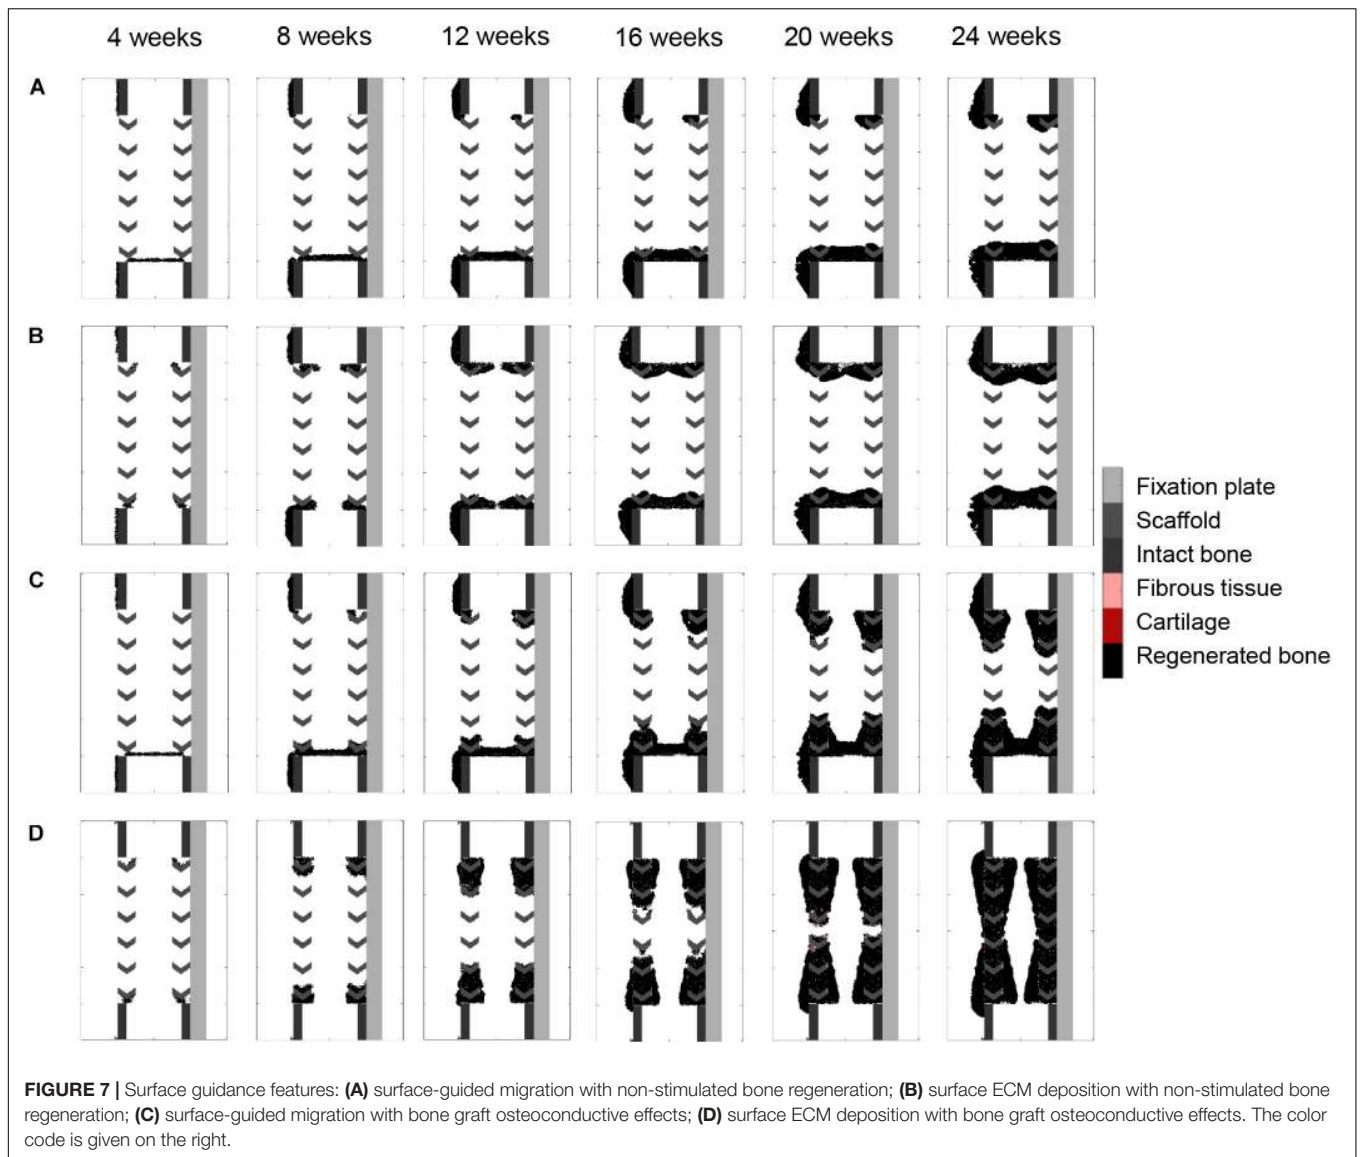 4 weeks 8 weeks 12 weeks 16 weeks 20 weeks 24 weeks
A
B
C
D
Fixation plate
Scaffold
Intact bone
Fibrous tissue
Cartilage
Regenerated bone
FIGURE 7 | Surface guidance features: (A) surface-guided migration with non-stimulated bone regeneration; (B) surface ECM deposition with non-stimulated bone
regeneration; (C) surface-guided migration with bone graft osteoconductive effects; (D) surface ECM deposition with bone graft osteoconductive effects. The color
code is given on the right.